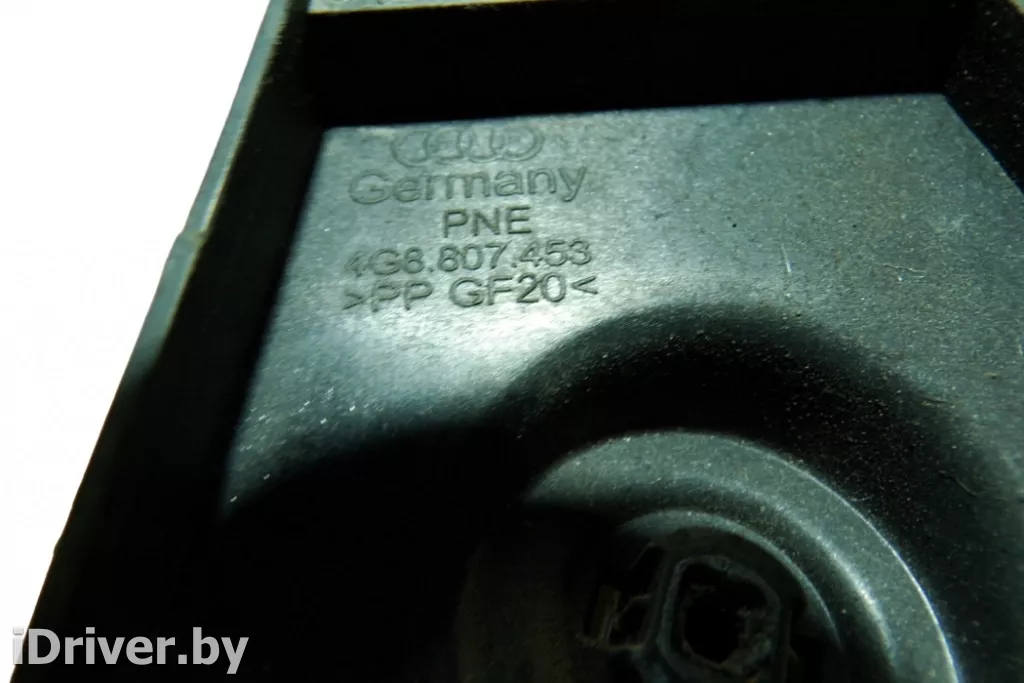 Germany
PNE
4G8.807.453
>PP GF20<
iDriver.by